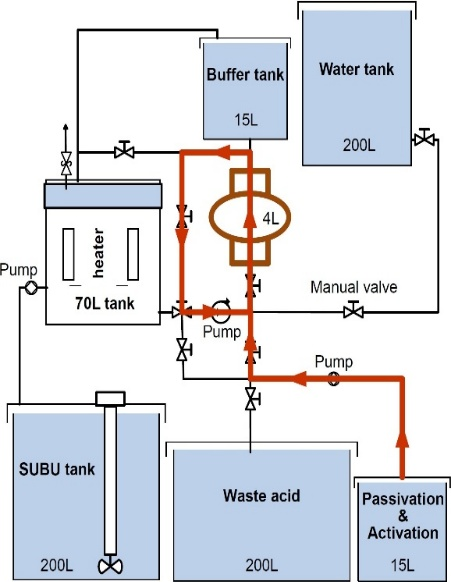 Buffer tank
15L
Water tank
200L
4L
heater
70L tank
Pump
Pump
Manual valve
Pump
SUBU tank
200L
Waste acid
200L
Passivation
&
Activation
15L